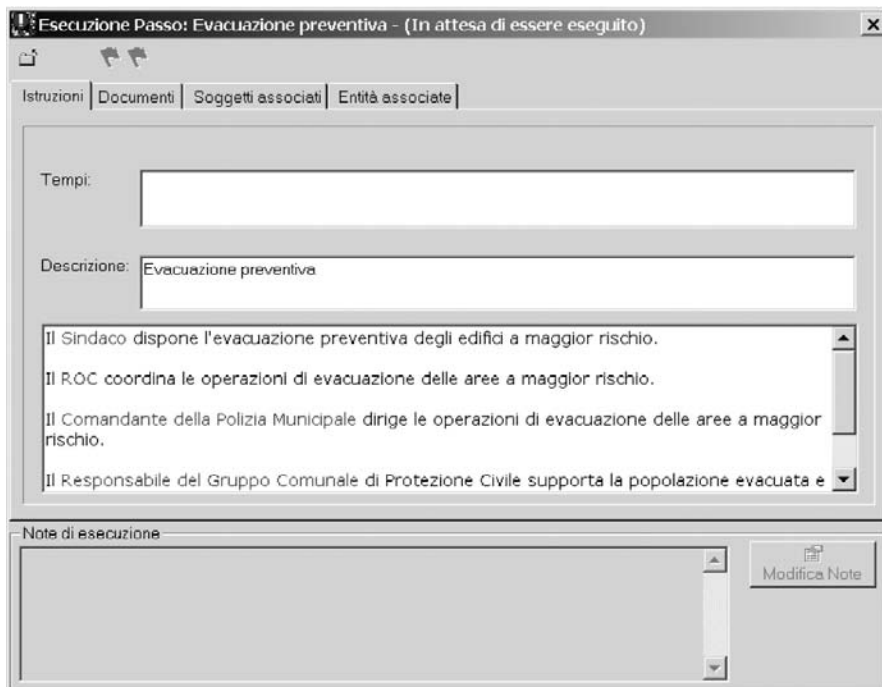 Esecuzione Passo: Evacuazione preventiva - (In attesa di essere eseguito)
Istruzioni Documenti Soggetti associati Entità associate
Tempi:
Descrizione: Evacuazione preventiva
Il Sindaco dispone l'evacuazione preventiva degli edifici a maggior rischio.
Il ROC coordina le operazioni di evacuazione delle aree a maggior rischio.
Il Comandante della Polizia Municipale dirige le operazioni di evacuazione delle aree a maggior
rischio.
Il Responsabile del Gruppo Comunale di Protezione Civile supporta la popolazione evacuata e
Note di esecuzione
Modifica Note